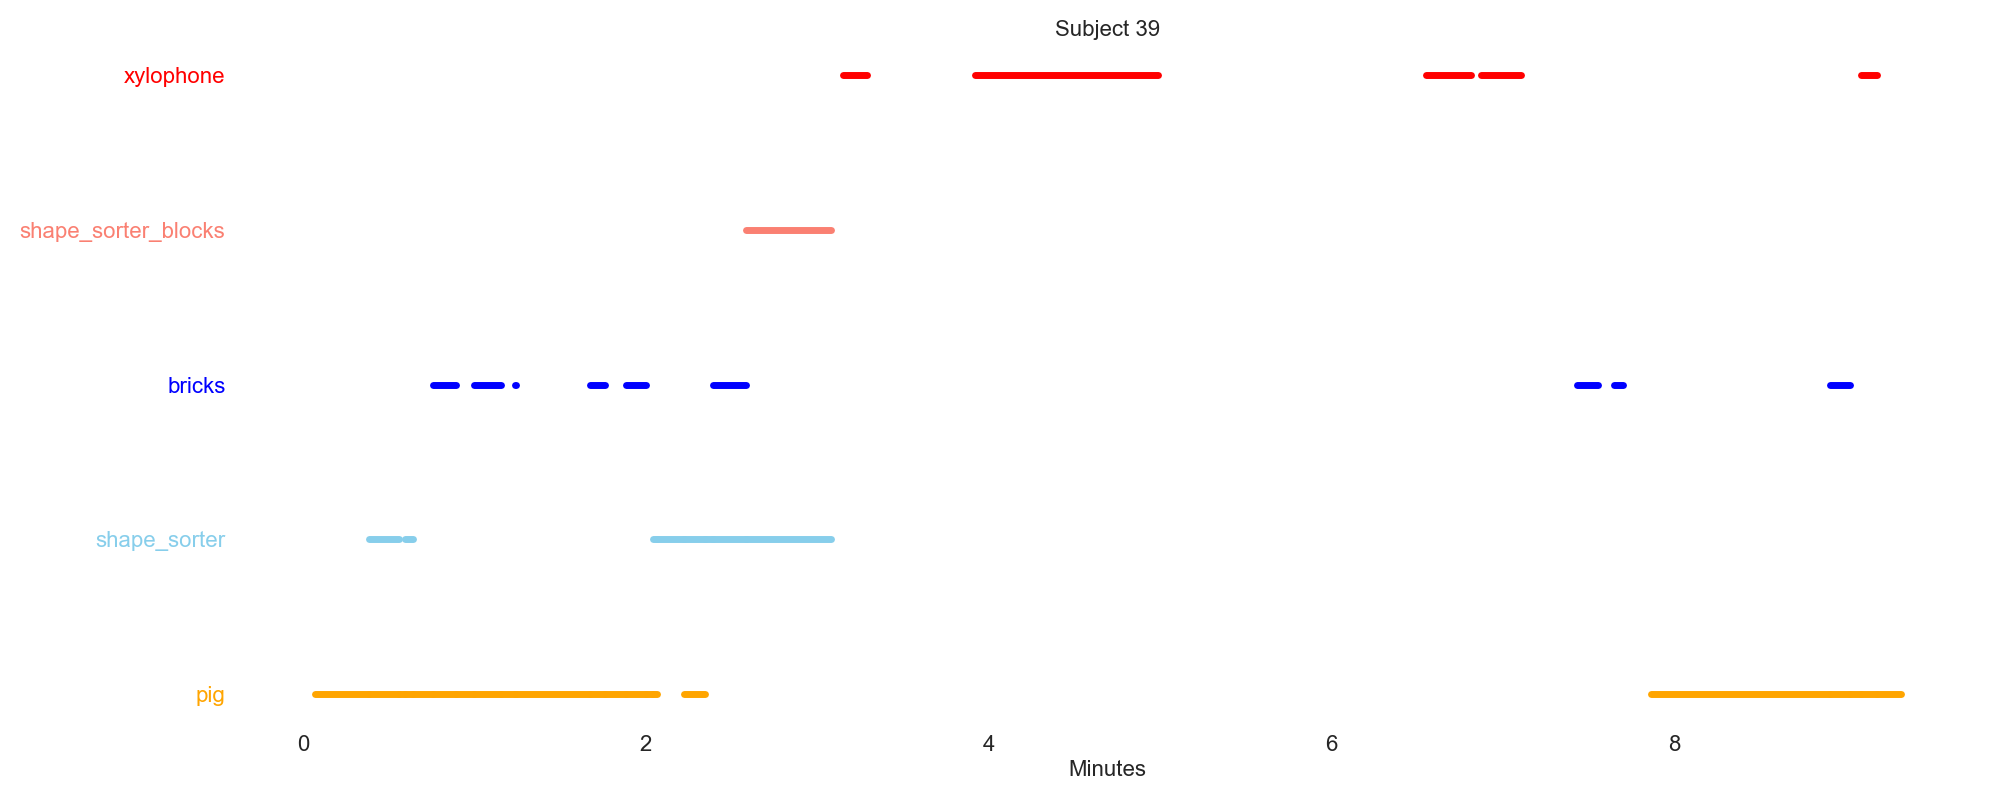 Subject 39
xylophone
shape_sorter_blocks
bricks
shape_sorter
pig
0 2 4 6 8
Minutes